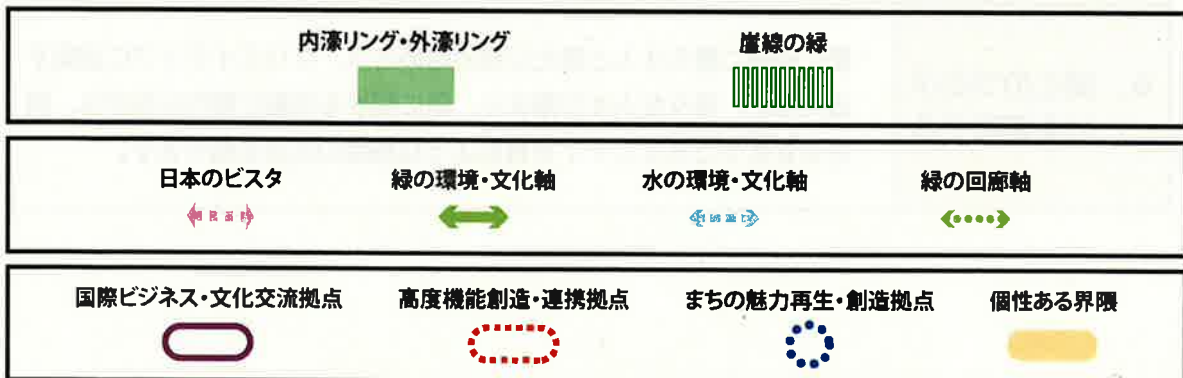 内濠リング・外濠リング
崖線の緑
日本のビスタ
緑の環境・文化軸
水の環境・文化軸
緑の回廊軸
国際ビジネス・文化交流拠点
高度機能創造・連携拠点
まちの魅力再生・創造拠点
個性ある界隈